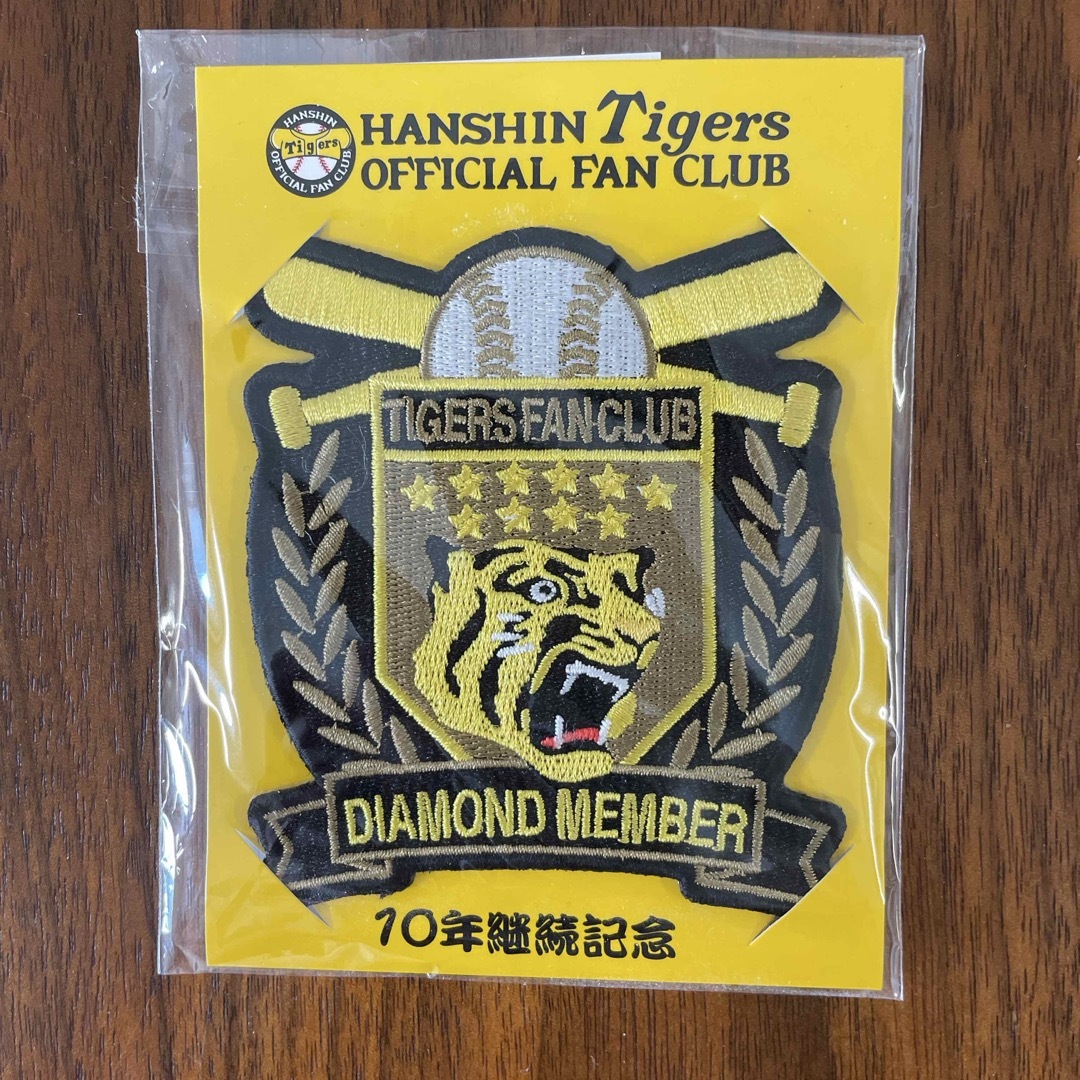 HANSHIN
Tigers
OFFICIAL FAN CLUB
HANSHIN Tigers
OFFICIAL FAN CLUB
TIGERS FAN CLUB
DIAMOND MEMBER
10年継続記念